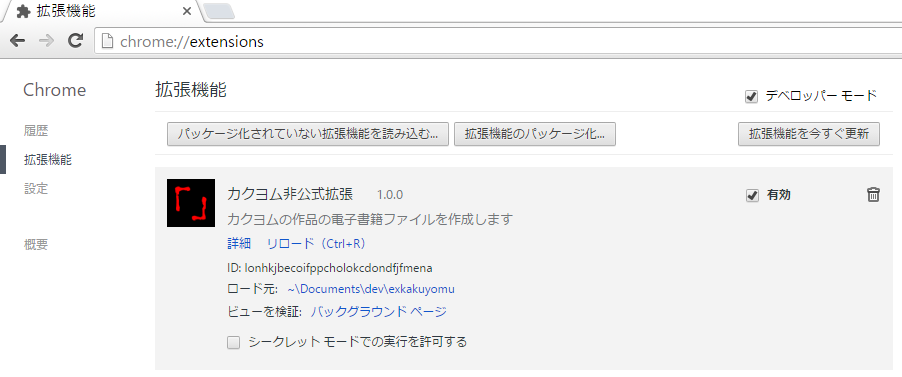 拡張機能
chrome://extensions
Chrome
拡張機能
デベロッパー モード
履歴
拡張機能
設定
概要
パッケージ化されていない拡張機能を読み込む...
拡張機能のパッケージ化...
拡張機能を今すぐ更新
カクヨム非公式拡張 1.0.0
有効
カクヨムの作品の電子書籍ファイルを作成します
詳細 リロード（Ctrl+R）
ID: lonhkjbecoifppcholokcdondfjfmena
ロード元: ~\Documents\dev\exkakuyomu
ビューを検証: バックグラウンド ページ
シークレット モードでの実行を許可する